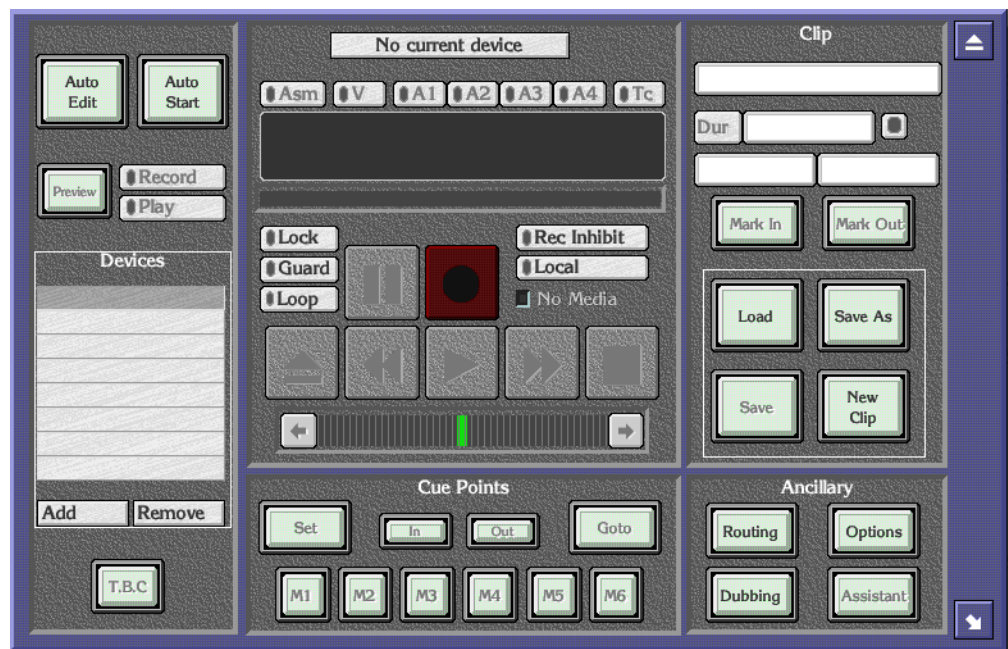 Auto
Edit
Auto
Start
Preview
Record
Play
Devices
Add
Remove
T.B.C
No current device
Asm
V
A1
A2
A3
A4
Tc
Lock
Guard
Loop
Rec Inhibit
Local
No Media
Cue Points
Set
In
Out
Goto
M1
M2
M3
M4
M5
M6
Clip
Dur
Mark In
Mark Out
Load
Save As
Save
New
Clip
Ancillary
Routing
Options
Dubbing
Assistant